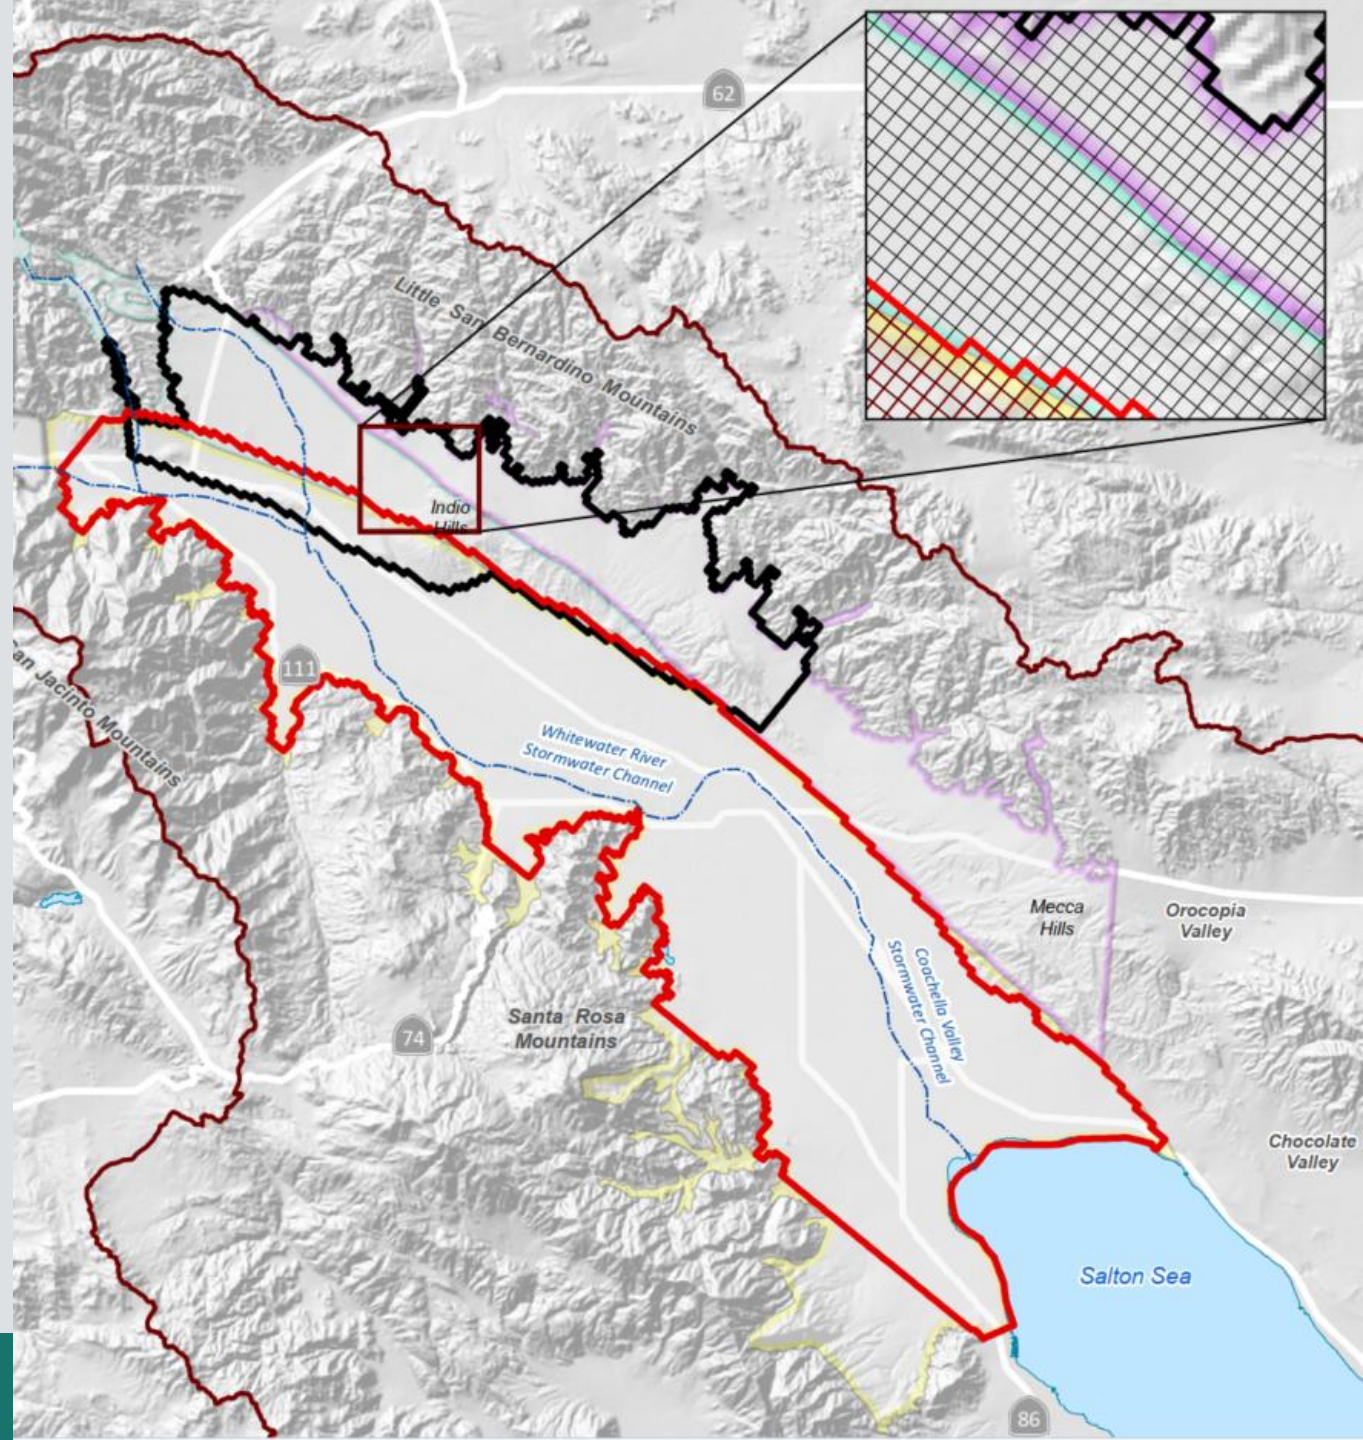 62
Little San Bernardino Mountains
Indio
Hills
111
San Jacinto Mountains
Whitewater River
Stormwater Channel
Mecca
Hills
Orocopia
Valley
Coachella Valley
Stormwater Channel
Santa Rosa
Mountains
74
Chocolate
Valley
Salton Sea
86